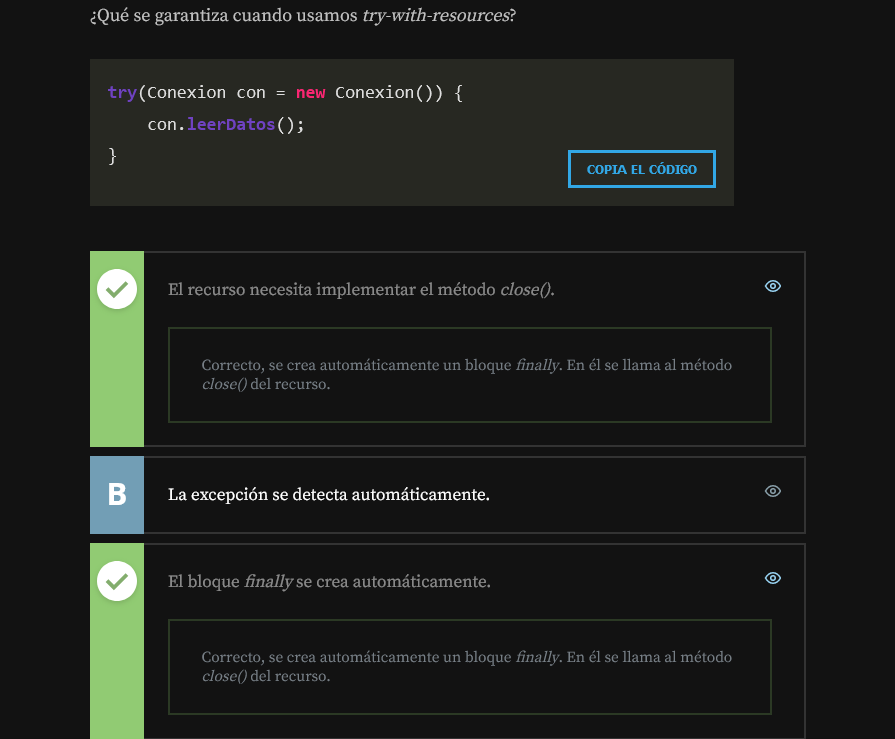 ¿Qué se garantiza cuando usamos try-with-resources?
try(Conexion con = new Conexion()) {
    con.leerDatos();
}
COPIA EL CÓDIGO
El recurso necesita implementar el método close().
Correcto, se crea automáticamente un bloque finally. En él se llama al método
close() del recurso.
B
La excepción se detecta automáticamente.
El bloque finally se crea automáticamente.
Correcto, se crea automáticamente un bloque finally. En él se llama al método
close() del recurso.